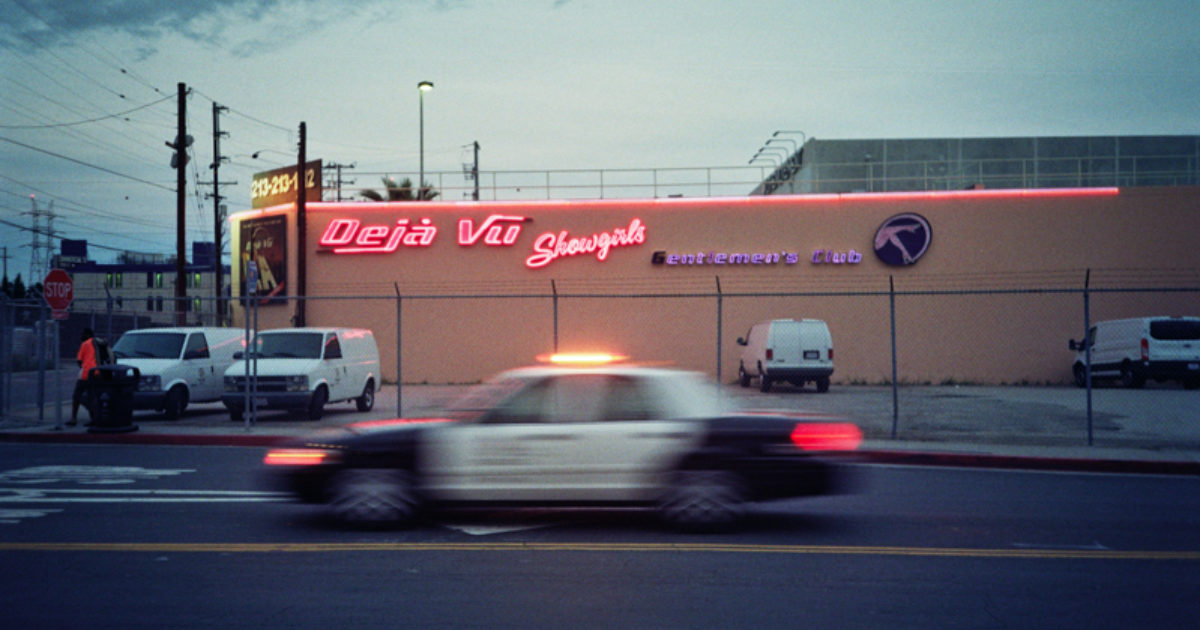 Dejà Vu
Showgirls
Gentlemen's Club
STOP